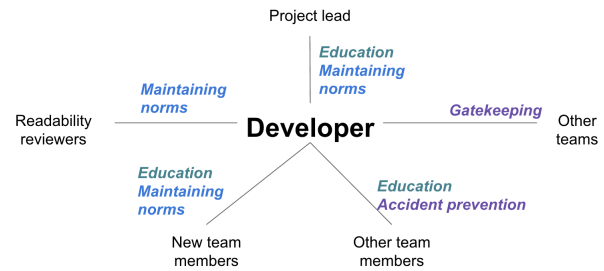 Project lead
Education
Maintaining
norms
Maintaining
norms
Gatekeeping
Readability
reviewers
Developer
Other
teams
Education
Maintaining
norms
Education
Accident prevention
New team
members
Other team
members